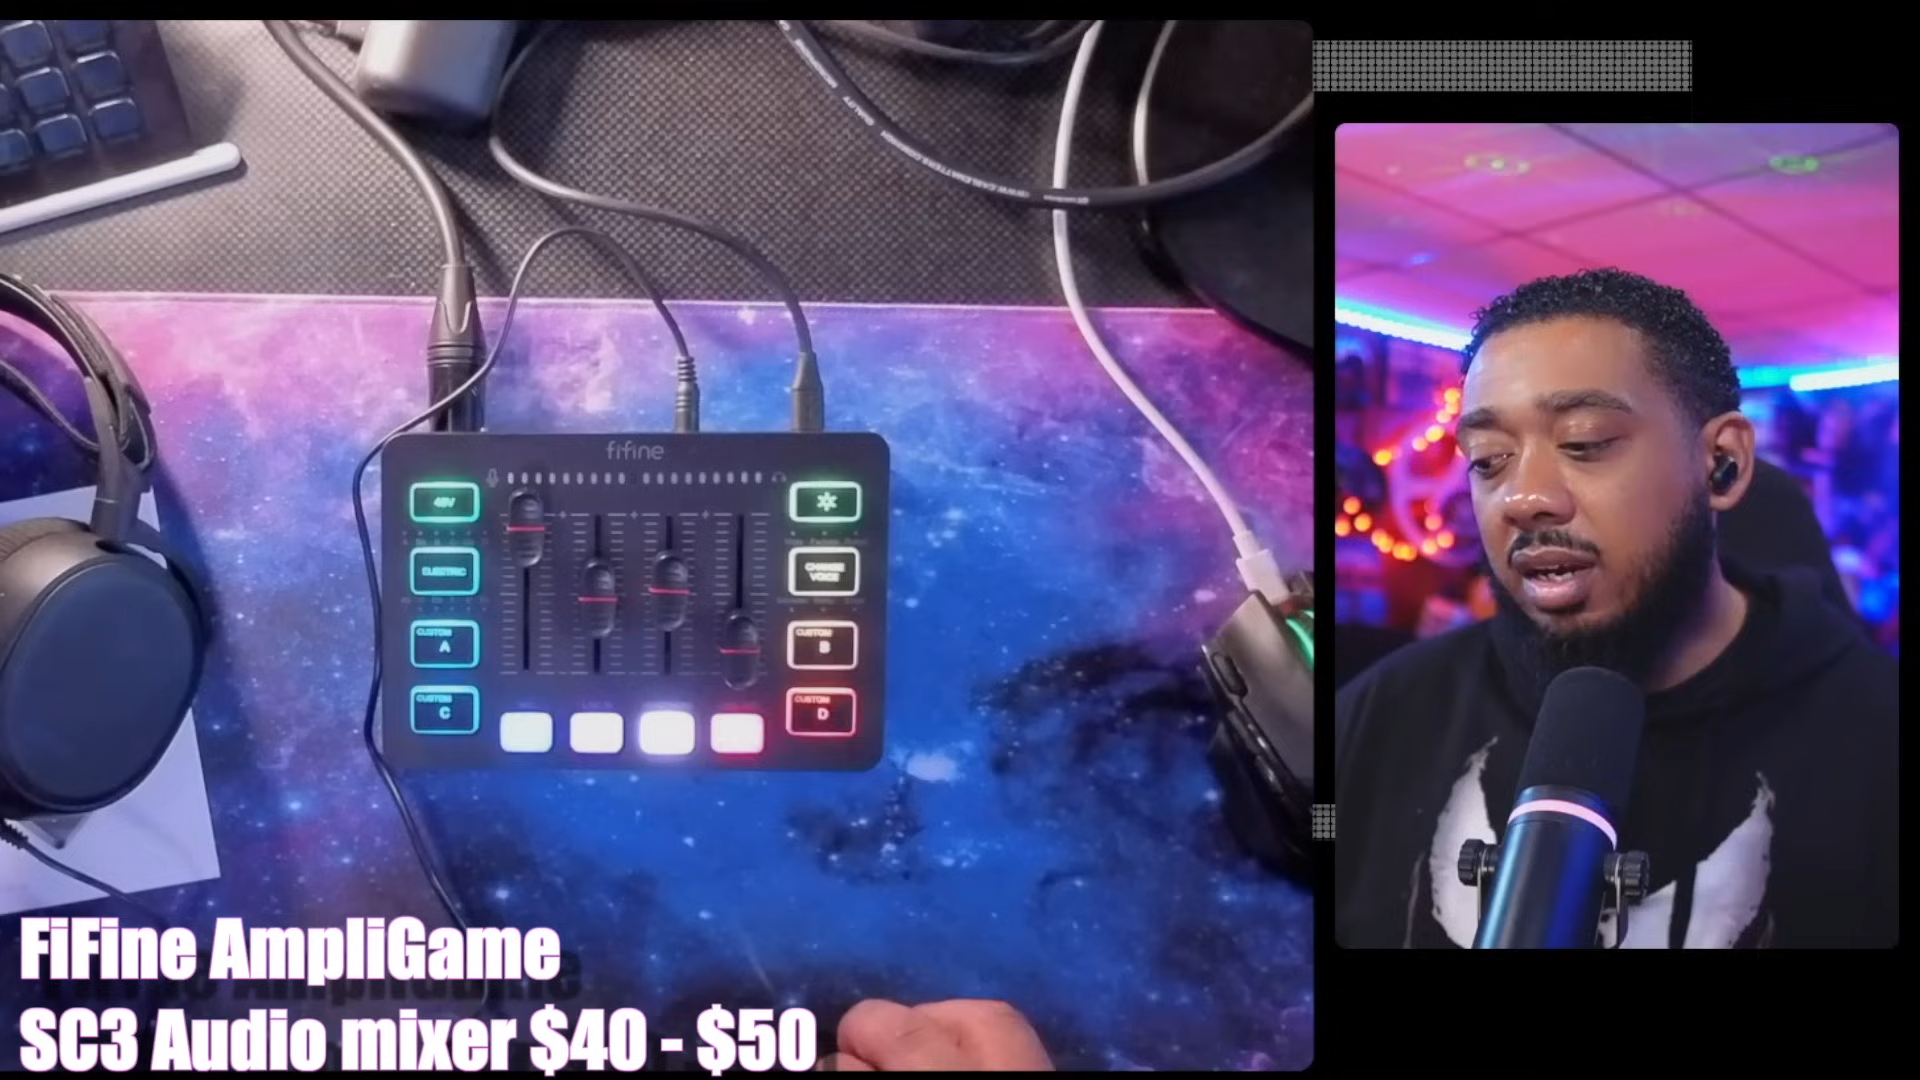 fifine
48V
ELECTRIC
CHANGE
VOICE
CUSTOM
A
CUSTOM
B
CUSTOM
C
CUSTOM
D
FiFine AmpliGame
SC3 Audio mixer $40 - $50